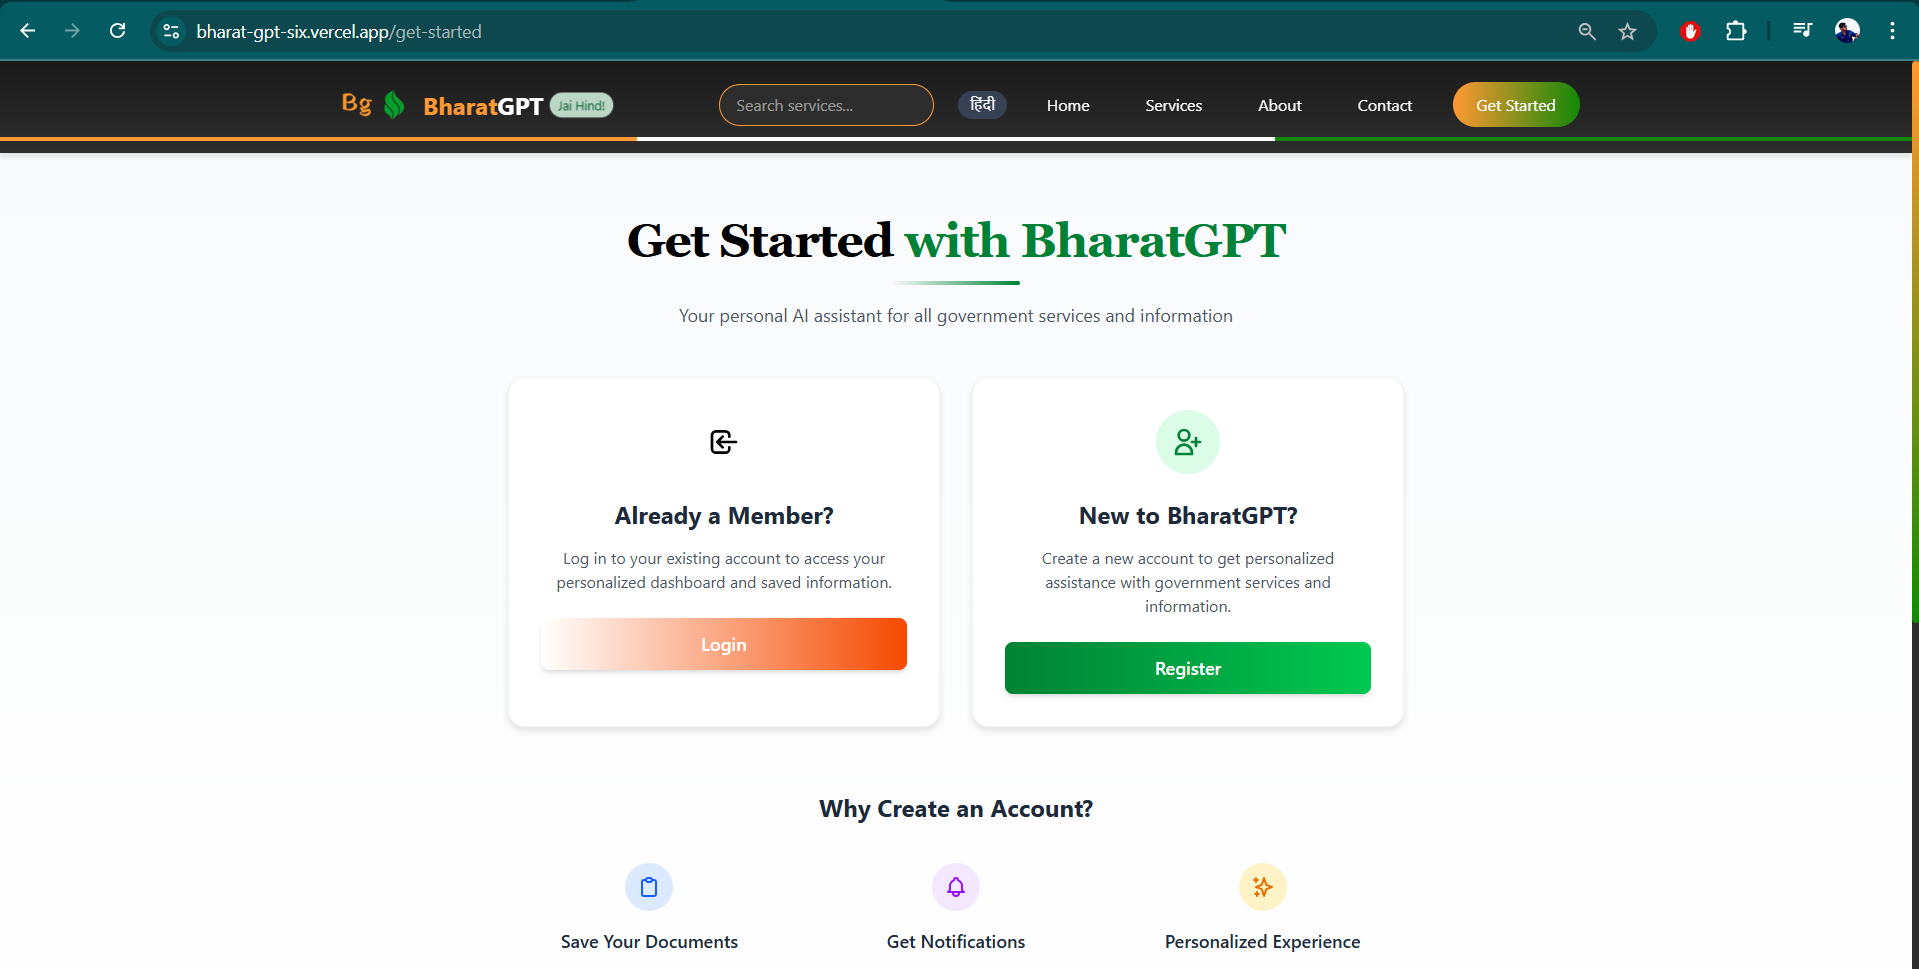 bharat-gpt-six.vercel.app/get-started
Bg BharatGPT Jai Hind! Search services... हिंदी Home Services About Contact Get Started
Get Started with BharatGPT
Your personal AI assistant for all government services and information
Already a Member?
Log in to your existing account to access your
personalized dashboard and saved information.
Login
New to BharatGPT?
Create a new account to get personalized
assistance with government services and
information.
Register
Why Create an Account?
Save Your Documents
Get Notifications
Personalized Experience